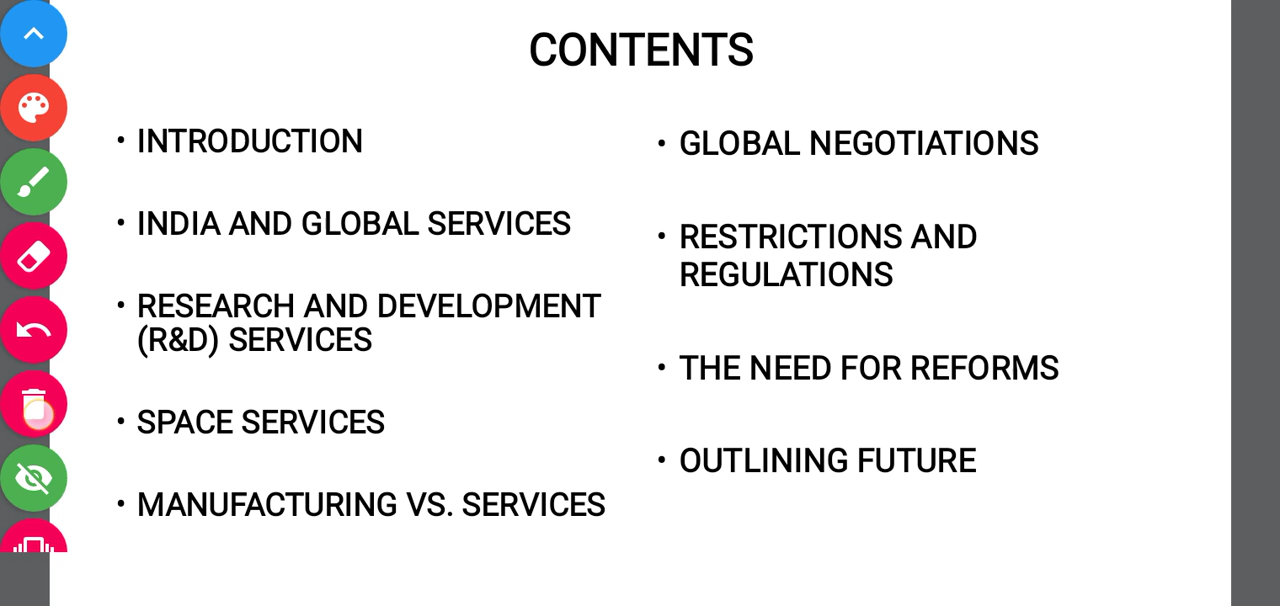 CONTENTS
• INTRODUCTION
• INDIA AND GLOBAL SERVICES
• RESEARCH AND DEVELOPMENT
(R&D) SERVICES
• SPACE SERVICES
• MANUFACTURING VS. SERVICES
• GLOBAL NEGOTIATIONS
• RESTRICTIONS AND
REGULATIONS
• THE NEED FOR REFORMS
• OUTLINING FUTURE